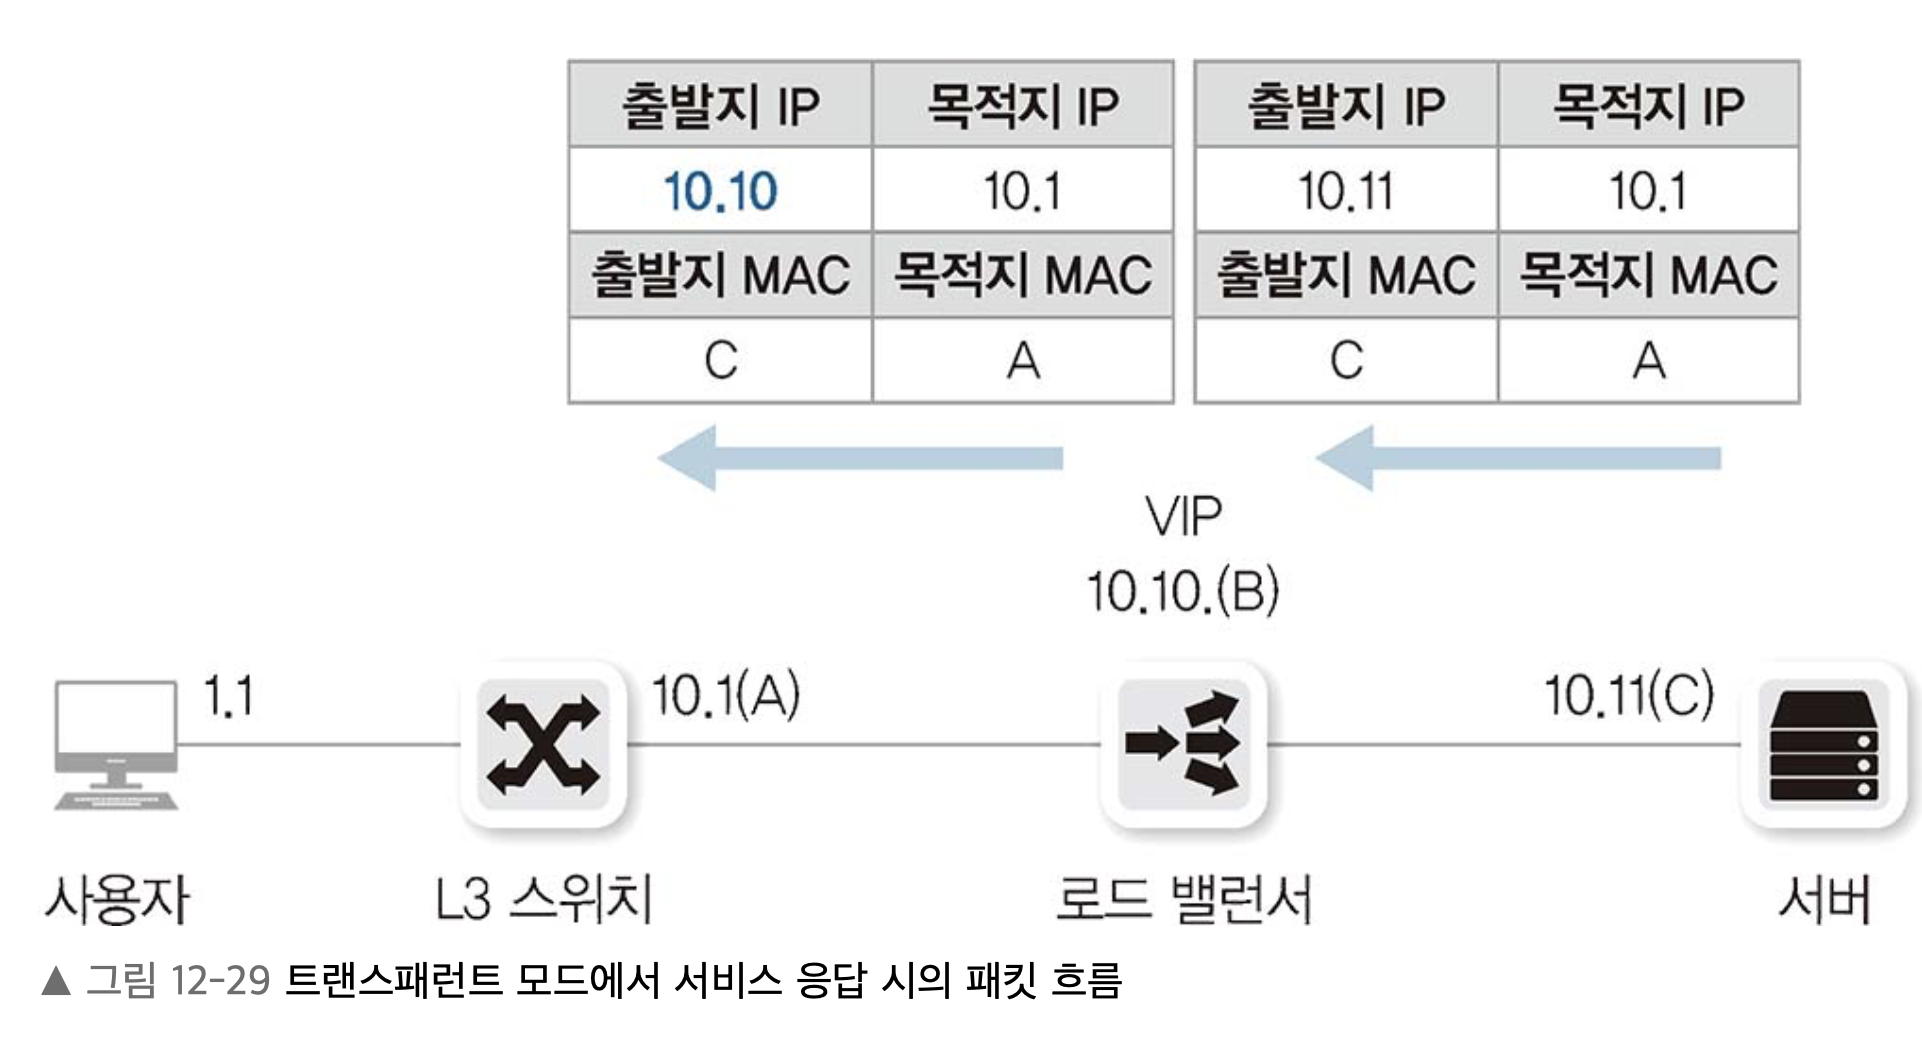 출발지 IP 목적지 IP 출발지 IP 목적지 IP
10.10 10.1 10.11 10.1
출발지 MAC 목적지 MAC 출발지 MAC 목적지 MAC
C A C A
VIP
10.10.(B)
1.1 10.1(A) 10.11(C)
사용자 L3 스위치 로드 밸런서 서버
▲ 그림 12-29 트랜스패런트 모드에서 서비스 응답 시의 패킷 흐름